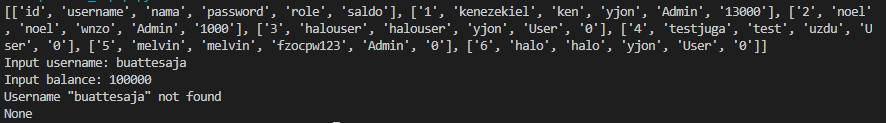 [['id', 'username', 'nama', 'password', 'role', 'saldo'], ['1', 'kenezekiel', 'ken', 'yjon', 'Admin', '13000'], ['2', 'noel'
, 'noel', 'wnzo', 'Admin', '1000'], ['3', 'halouser', 'halouser', 'yjon', 'User', '0'], ['4', 'testjuga', 'test', 'uzdu', 'U
ser', '0'], ['5', 'melvin', 'melvin', 'fzocpw123', 'Admin', '0'], ['6', 'halo', 'halo', 'yjon', 'User', '0']]
Input username: buattesaja
Input balance: 100000
Username "buattesaja" not found
None